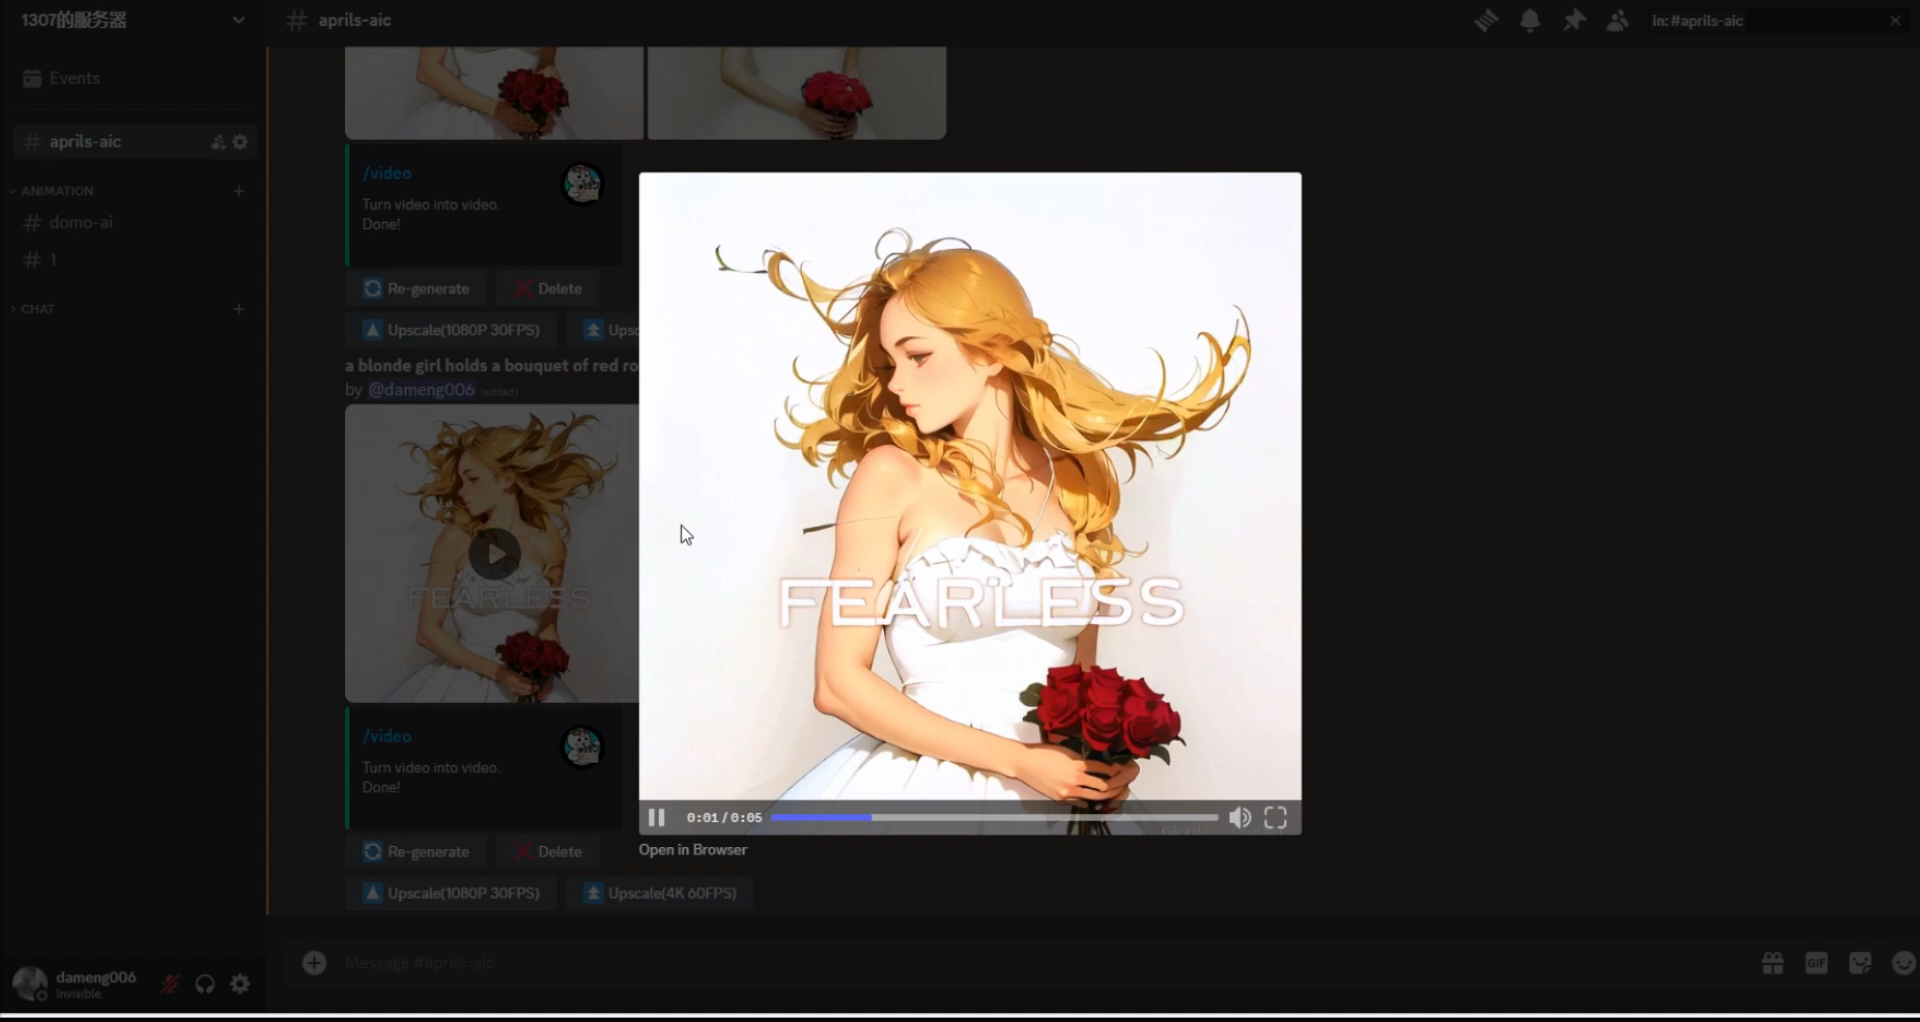 1307的服务器
# aprils-aic
in: #aprils-aic
Events
# aprils-aic
ANIMATION
# domo-ai
# 1
CHAT
/video
Turn video into video.
Done!
Re-generate
Delete
Upscale(1080P 30FPS)
a blonde girl holds a bouquet of red
by @dameng006 (edited)
FEARLESS
/video
Turn video into video.
Done!
Re-generate
Delete
Upscale(1080P 30FPS)
Upscale(4K 60FPS)
FEARLESS
0:01 / 0:05
Open in Browser
Message #aprils-aic
GIF
dameng006
Invisible